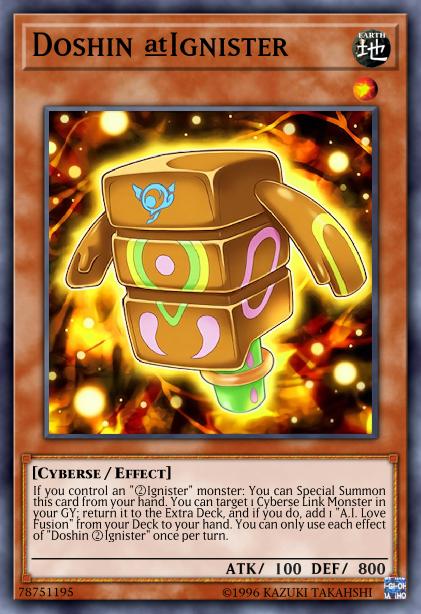 Doshin @Ignister
EARTH
地
[Cyberse / Effect]
If you control an "@Ignister" monster: You can Special Summon
this card from your hand. You can target 1 Cyberse Link Monster in
your GY; return it to the Extra Deck, and if you do, add 1 "A.I. Love
Fusion" from your Deck to your hand. You can only use each effect
of "Doshin @Ignister" once per turn.
ATK/ 100 DEF/ 800
78751195
©1996 KAZUKI TAKAHSHI